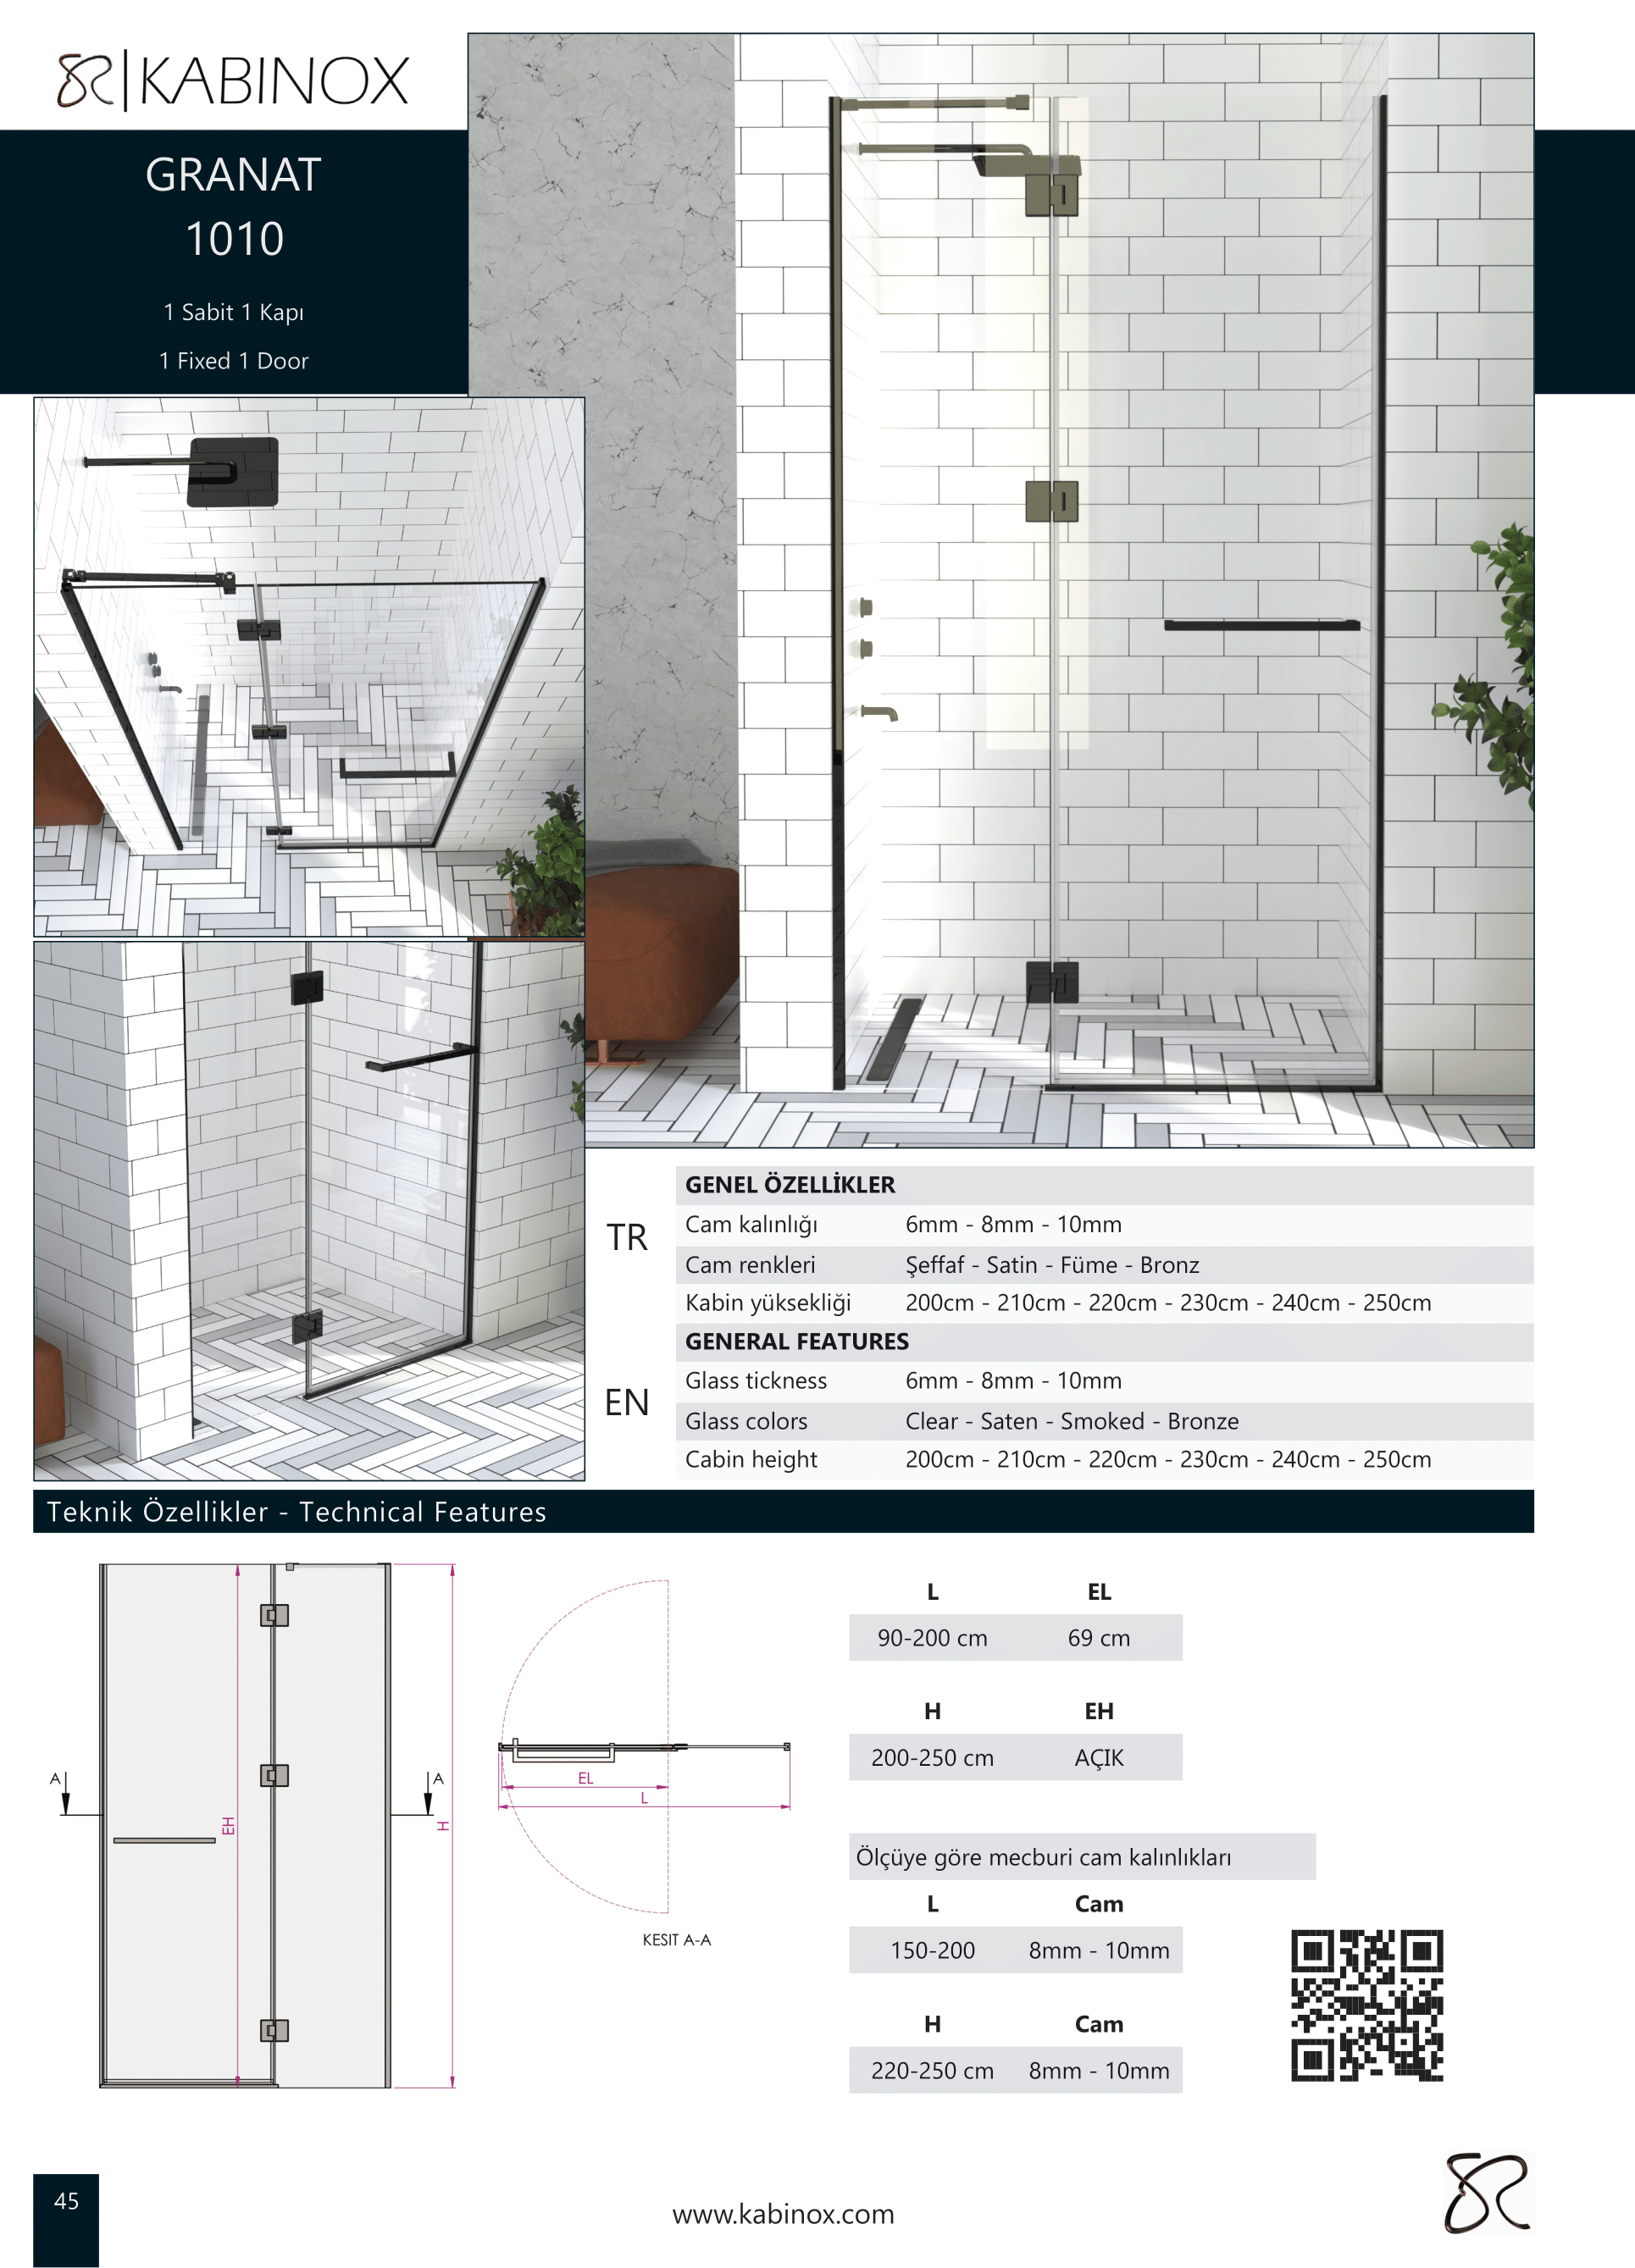 KABINOX
GRANAT
1010
1 Sabit 1 Kapı
1 Fixed 1 Door
TR
GENEL ÖZELLİKLER
Cam kalınlığı 6mm - 8mm - 10mm
Cam renkleri Şeffaf - Satin - Füme - Bronz
Kabin yüksekliği 200cm - 210cm - 220cm - 230cm - 240cm - 250cm
EN
GENERAL FEATURES
Glass tickness 6mm - 8mm - 10mm
Glass colors Clear - Saten - Smoked - Bronze
Cabin height 200cm - 210cm - 220cm - 230cm - 240cm - 250cm
Teknik Özellikler - Technical Features
A A
EH
H
EL
L
KESIT A-A
L EL
90-200 cm 69 cm
H EH
200-250 cm AÇIK
Ölçüye göre mecburi cam kalınlıkları
L Cam
150-200 8mm - 10mm
H Cam
220-250 cm 8mm - 10mm
45
www.kabinox.com